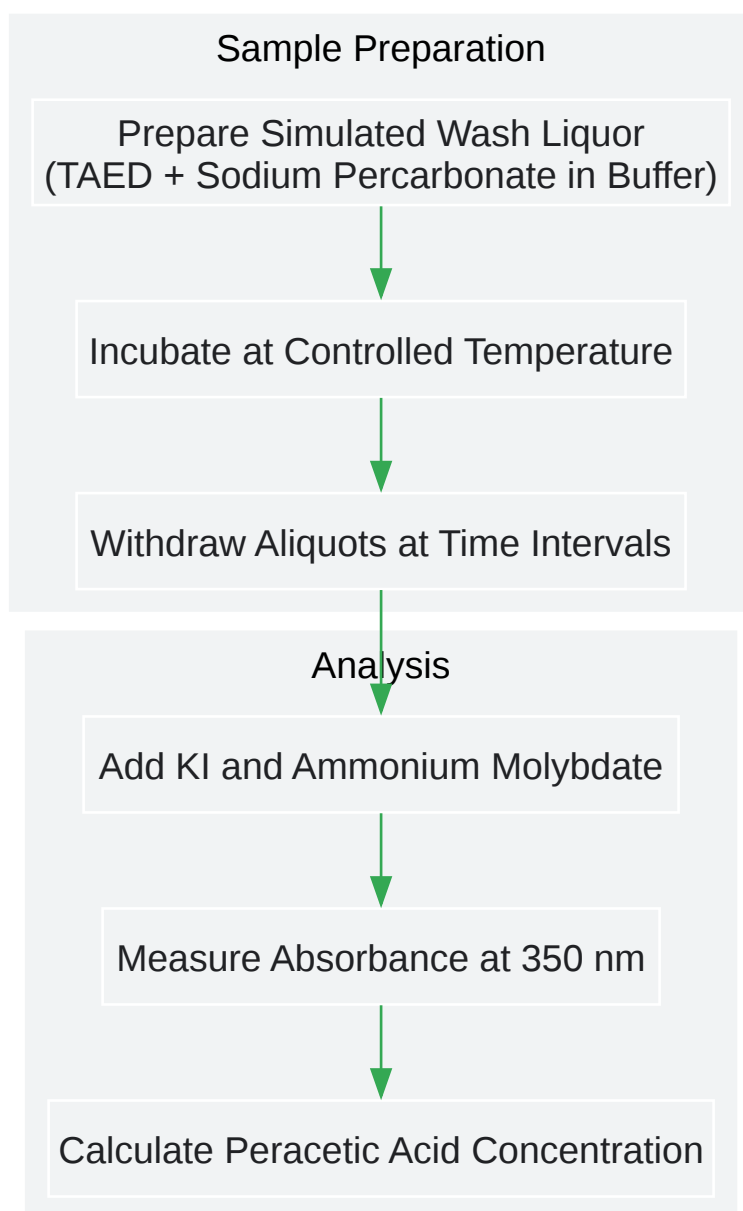 Sample Preparation
Prepare Simulated Wash Liquor
(TAED + Sodium Percarbonate in Buffer)
Incubate at Controlled Temperature
Withdraw Aliquots at Time Intervals
Analysis
Add KI and Ammonium Molybdate
Measure Absorbance at 350 nm
Calculate Peracetic Acid Concentration